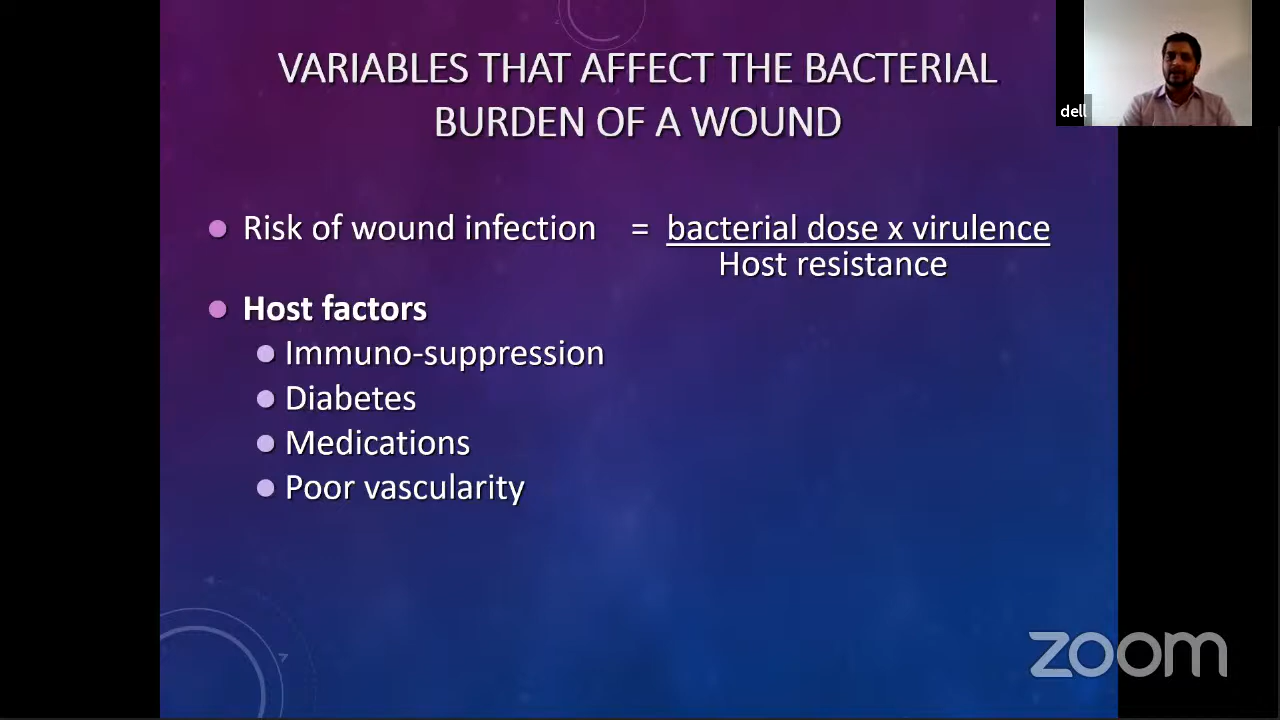 VARIABLES THAT AFFECT THE BACTERIAL
BURDEN OF A WOUND
dell
Risk of wound infection = bacterial dose x virulence
Host resistance
Host factors
Immuno-suppression
Diabetes
Medications
Poor vascularity
zoom